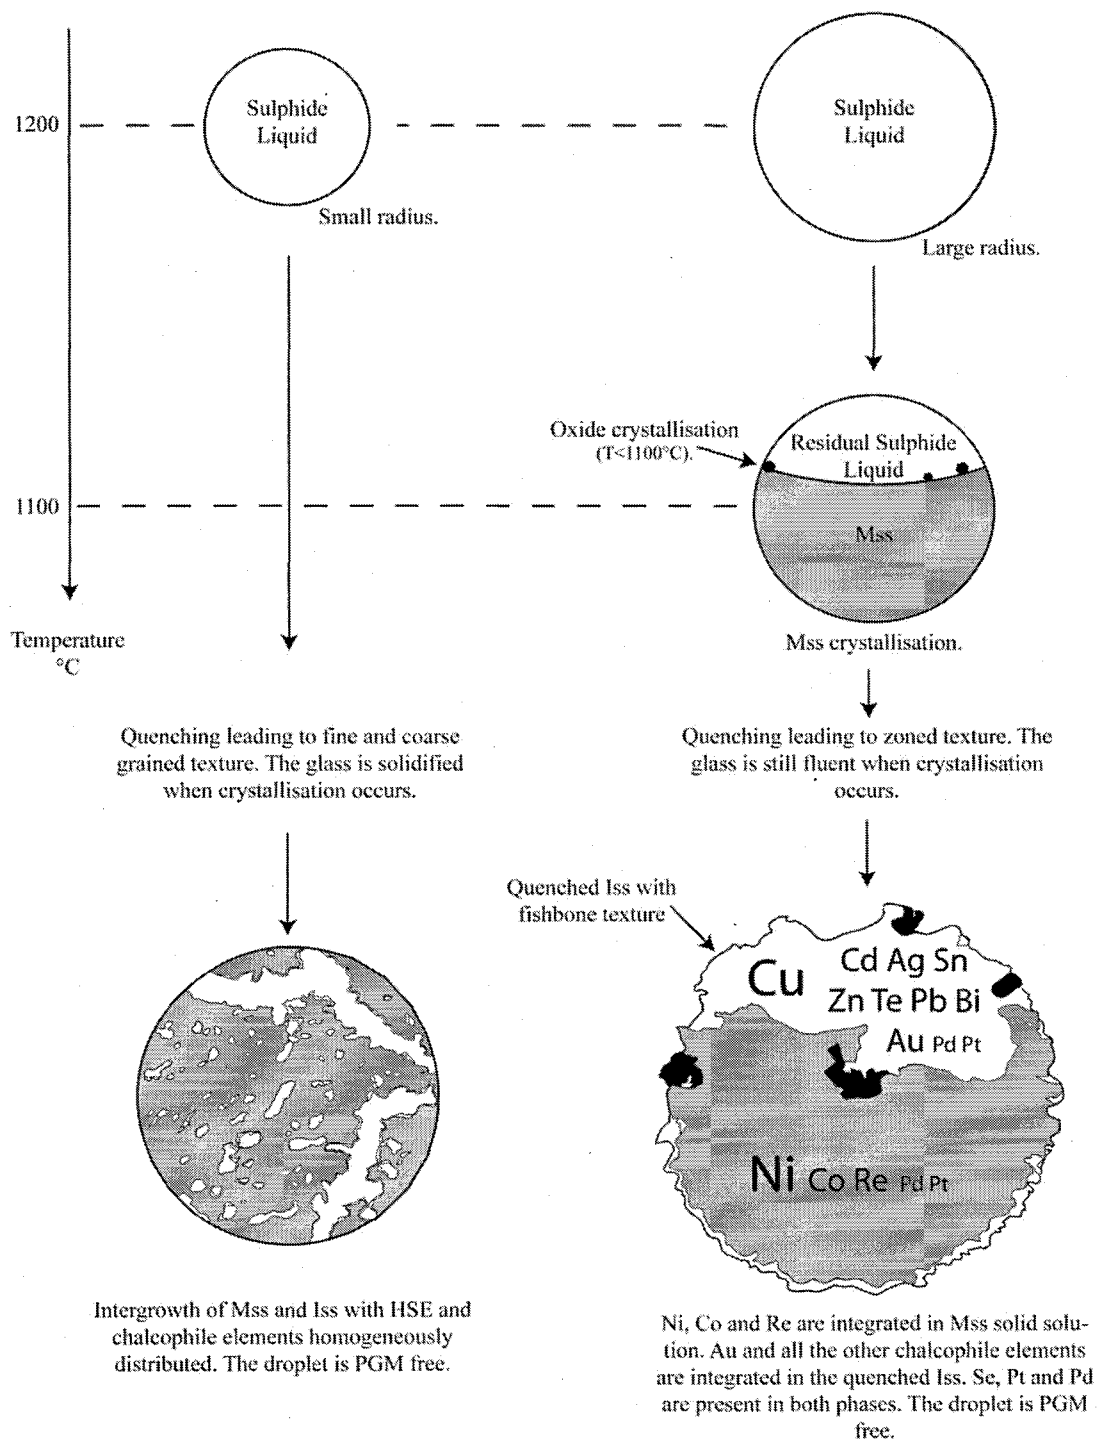 Sulphide
Liquid
Sulphide
Liquid
1200
Small radius.
Large radius.
Oxide crystallisation
(T<1100°C).
Residual Sulphide
Liquid
1100
Mss
Temperature
°C
Mss crystallisation.
Quenching leading to fine and coarse
grained texture. The glass is solidified
when crystallisation occurs.
Quenching leading to zoned texture. The
glass is still fluent when crystallisation
occurs.
Quenched Iss with
fishbone texture
Cu
Cd Ag Sn
Zn Te Pb Bi
Au Pd Pt
Ni Co Re Pd Pt
Intergrowth of Mss and Iss with HSE and
chalcophile elements homogeneously
distributed. The droplet is PGM free.
Ni, Co and Re are integrated in Mss solid solu-
tion. Au and all the other chalcophile elements
are integrated in the quenched Iss. Se, Pt and Pd
are present in both phases. The droplet is PGM
free.